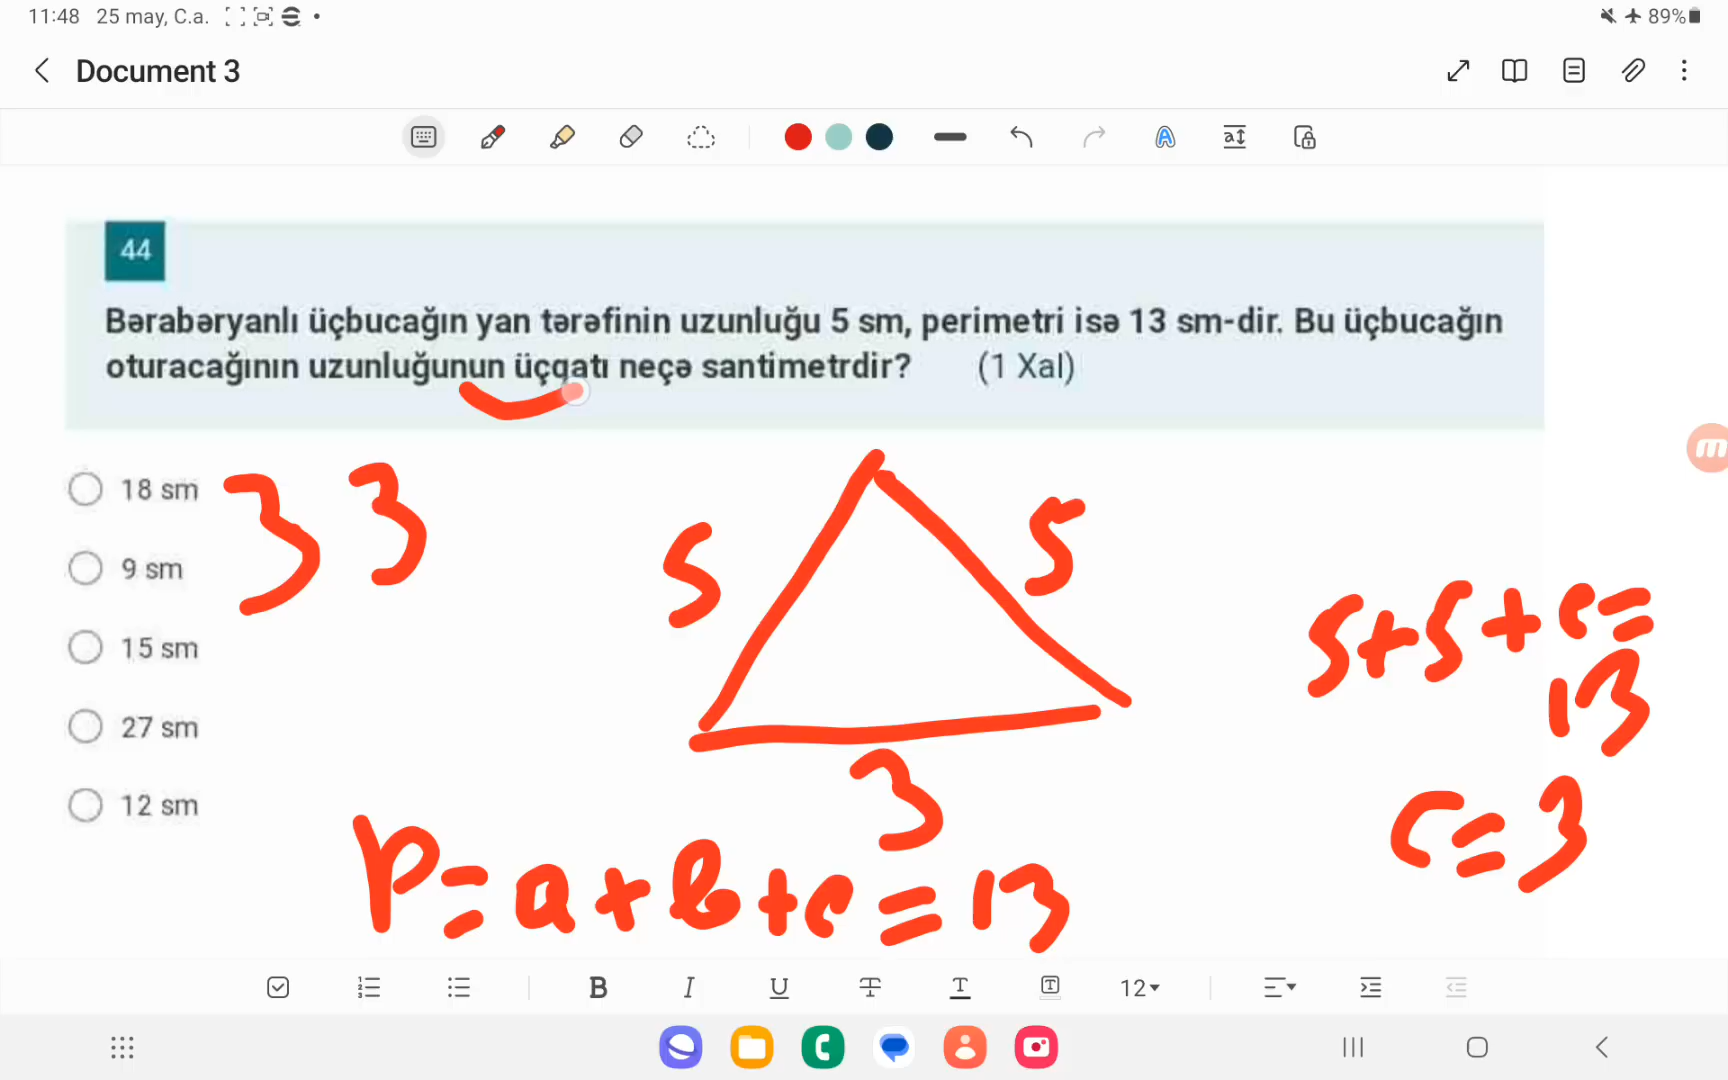 11:48 25 may, C.a.
89%
Document 3
44
Bərabəryanlı üçbucağın yan tərəfinin uzunluğu 5 sm, perimetri isə 13 sm-dir. Bu üçbucağın
oturacağının uzunluğunun üçqatı neçə santimetrdir? (1 Xal)
18 sm
9 sm
15 sm
27 sm
12 sm
3 3
5
5
3
5+5+c=
13
c=3
P=a+b+c=13
B I U T T T 12